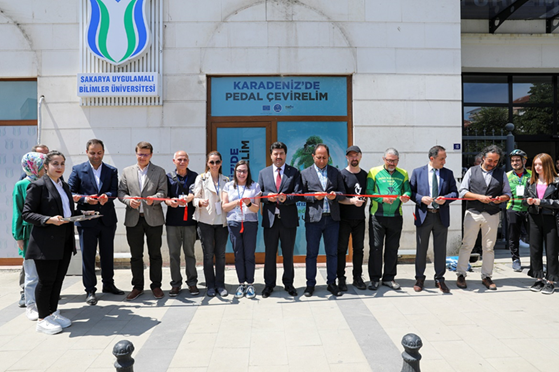 SAKARYA UYGULAMALI
BİLİMLER ÜNİVERSİTESİ
KARADENİZ'DE
PEDAL ÇEVİRELİM